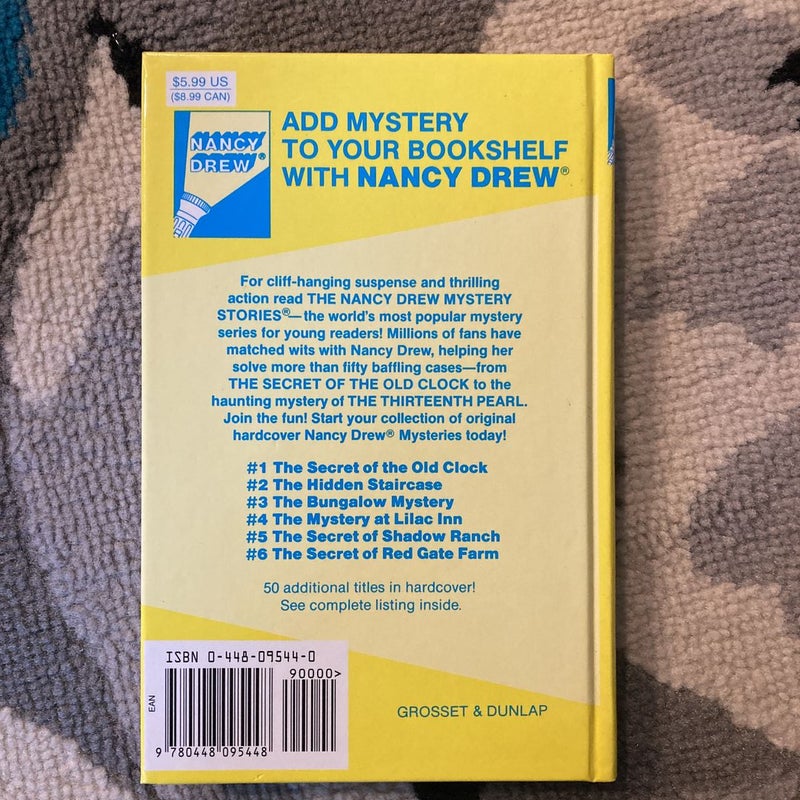 $5.99 US
($8.99 CAN)
NANCY
DREW®
ADD MYSTERY
TO YOUR BOOKSHELF
WITH NANCY DREW®
For cliff-hanging suspense and thrilling
action read THE NANCY DREW MYSTERY
STORIES®—the world's most popular mystery
series for young readers! Millions of fans have
matched wits with Nancy Drew, helping her
solve more than fifty baffling cases—from
THE SECRET OF THE OLD CLOCK to the
haunting mystery of THE THIRTEENTH PEARL.
Join the fun! Start your collection of original
hardcover Nancy Drew® Mysteries today!
#1 The Secret of the Old Clock
#2 The Hidden Staircase
#3 The Bungalow Mystery
#4 The Mystery at Lilac Inn
#5 The Secret of Shadow Ranch
#6 The Secret of Red Gate Farm
50 additional titles in hardcover!
See complete listing inside.
ISBN 0-448-09544-0
90000>
EAN
9 780448 095448
GROSSET & DUNLAP